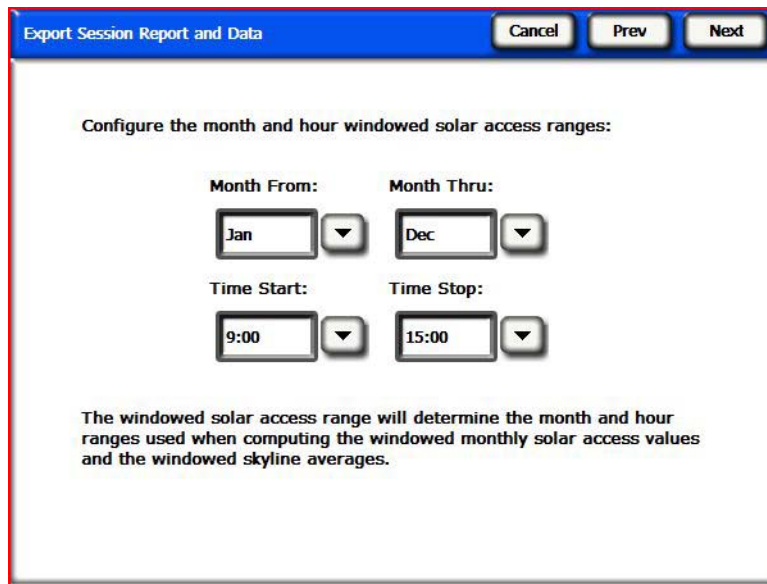 Export Session Report and Data
Cancel
Prev
Next
Configure the month and hour windowed solar access ranges:
Month From:
Month Thru:
Jan
Dec
Time Start:
Time Stop:
9:00
15:00
The windowed solar access range will determine the month and hour
ranges used when computing the windowed monthly solar access values
and the windowed skyline averages.